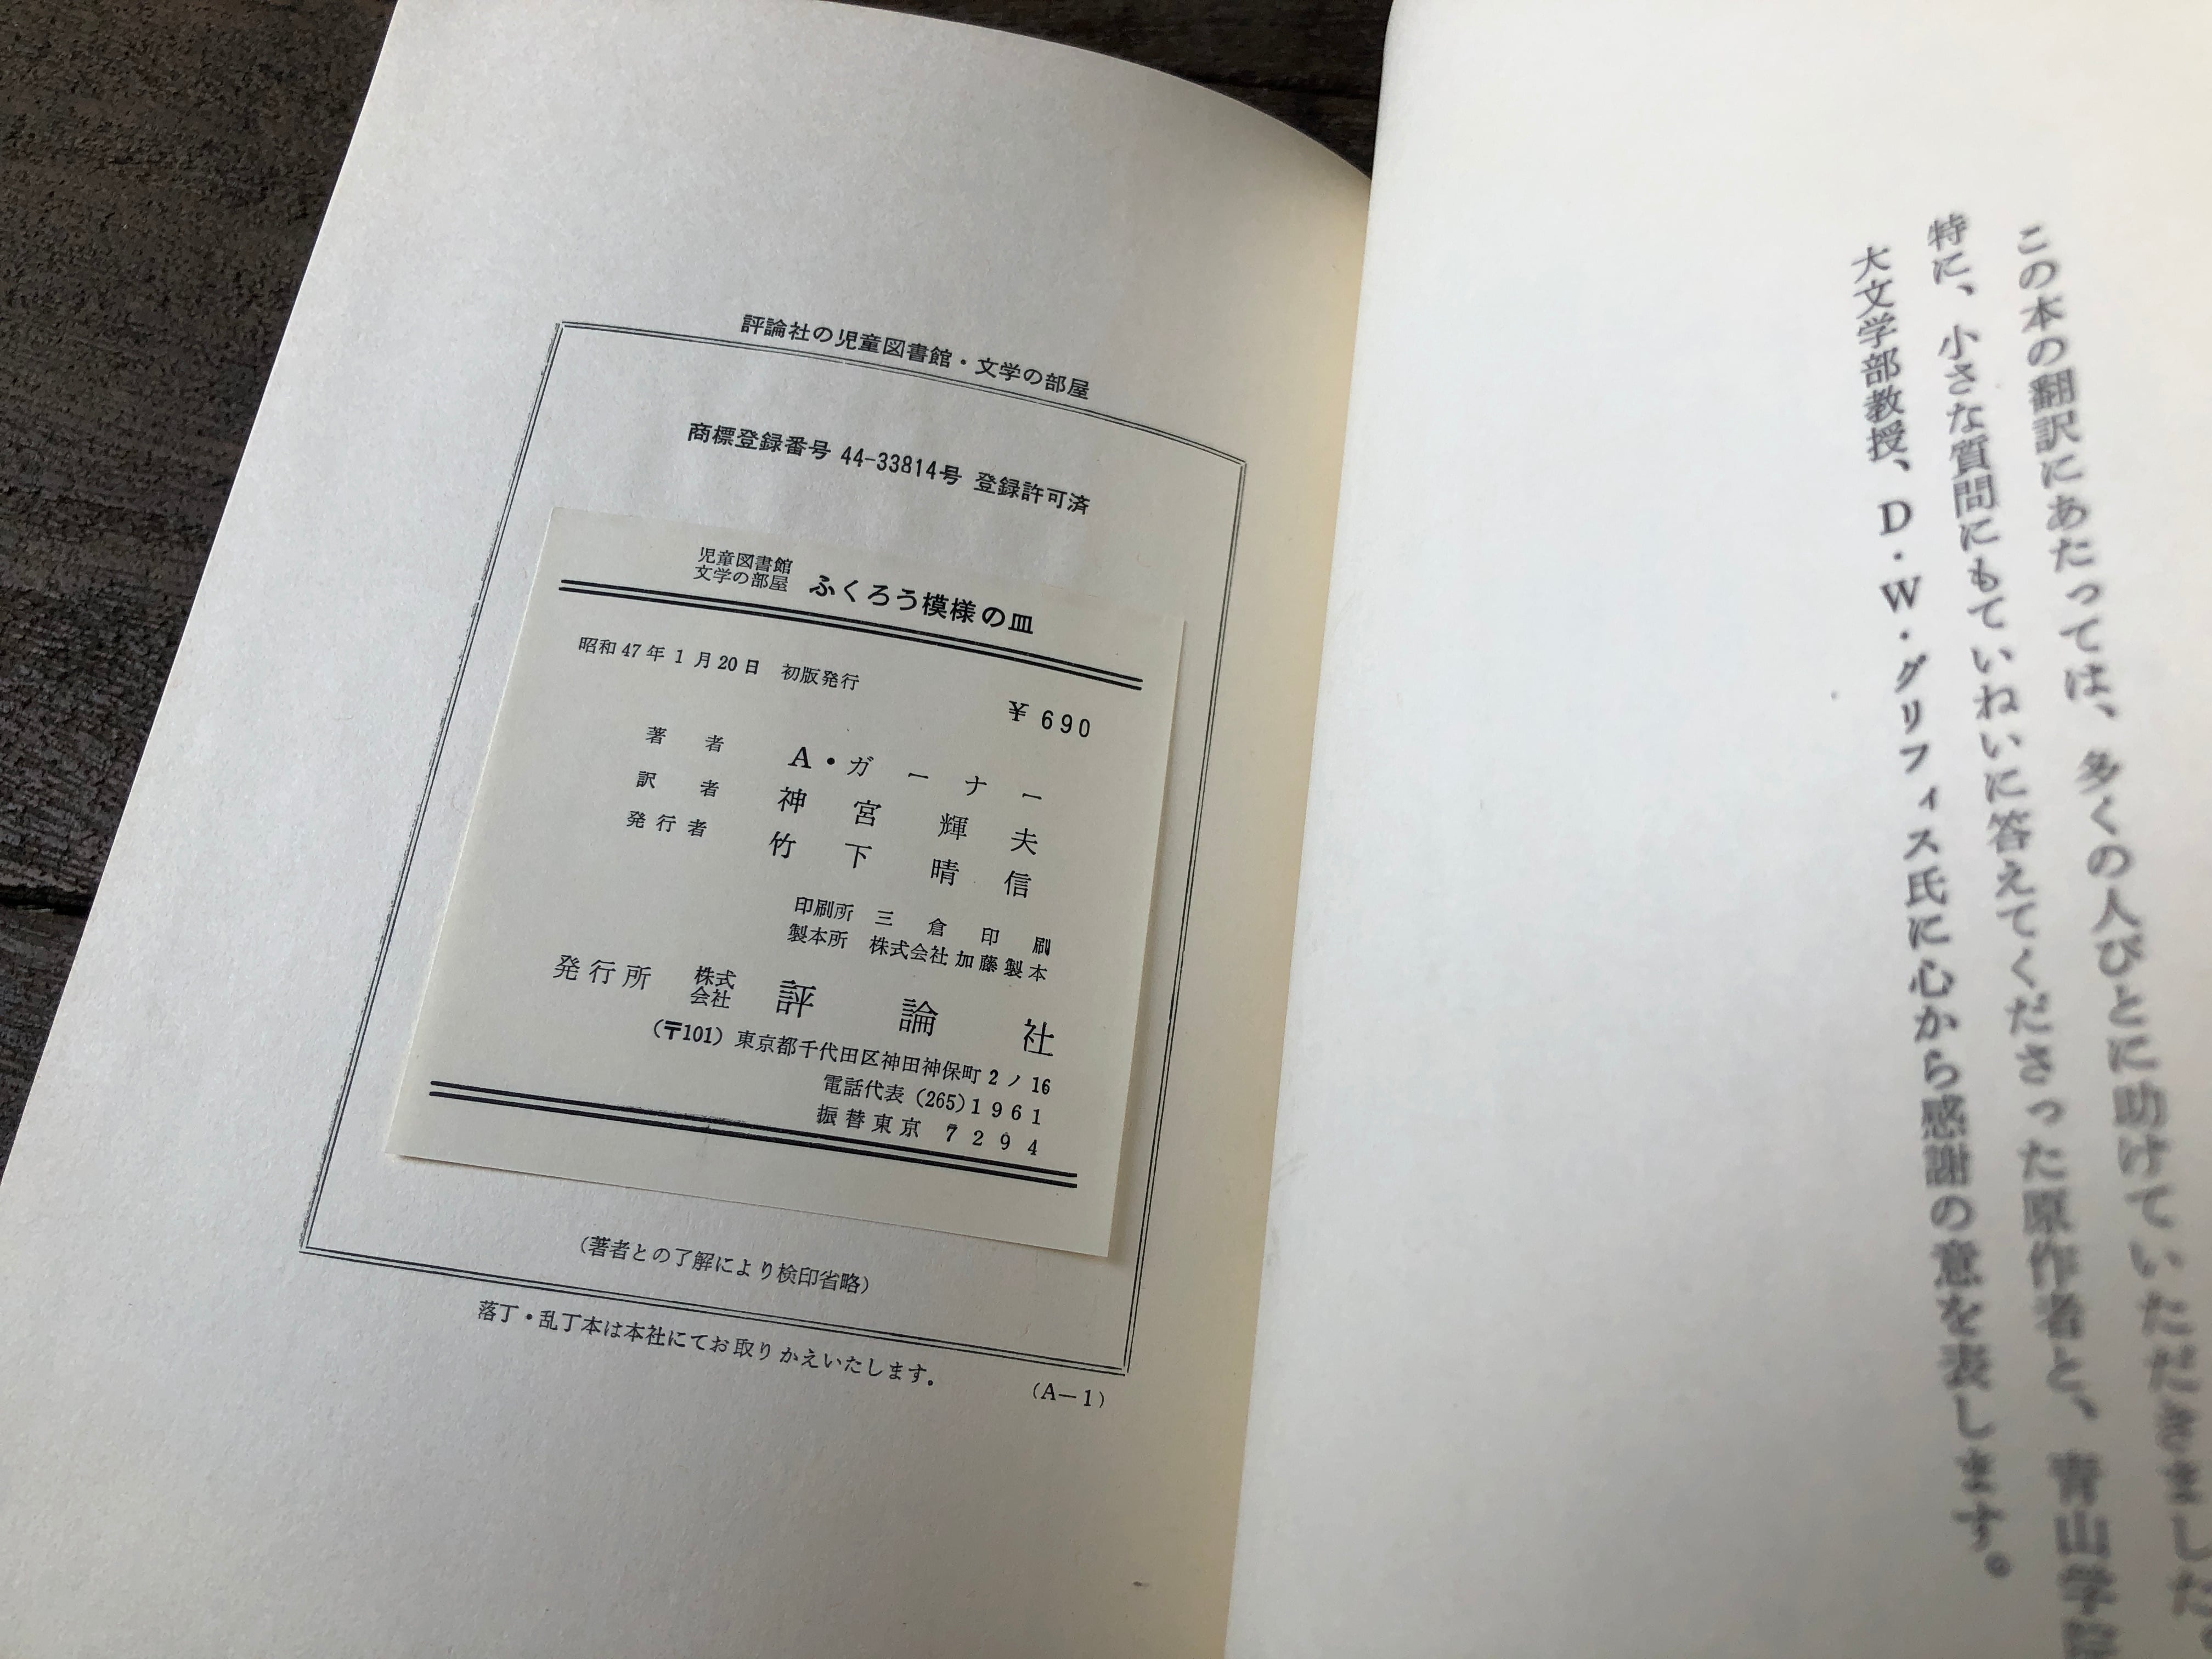 この本の翻訳にあたっては、多くの人びとに助けていただきました。
特に、小さな質問にもていねいに答えてくださった原作者と、青山学院
大文学部教授、D・W・グリフィス氏に心から感謝の意を表します。
評論社の児童図書館・文学の部屋
商標登録番号 44-33814号 登録許可済
児童図書館
文学の部屋 ふくろう模様の皿
昭和47年1月20日 初版発行
¥690
著者 A・ガーナー
訳者 神宮輝夫
発行者 竹下晴信
印刷所 三倉印刷
製本所 株式会社加藤製本
発行所 株式会社 評論社
(〒101) 東京都千代田区神田神保町2ノ16
電話代表 (265)1961
振替東京 7294
(著者との了解により検印省略)
落丁・乱丁本は本社にてお取りかえいたします。
(A—1)